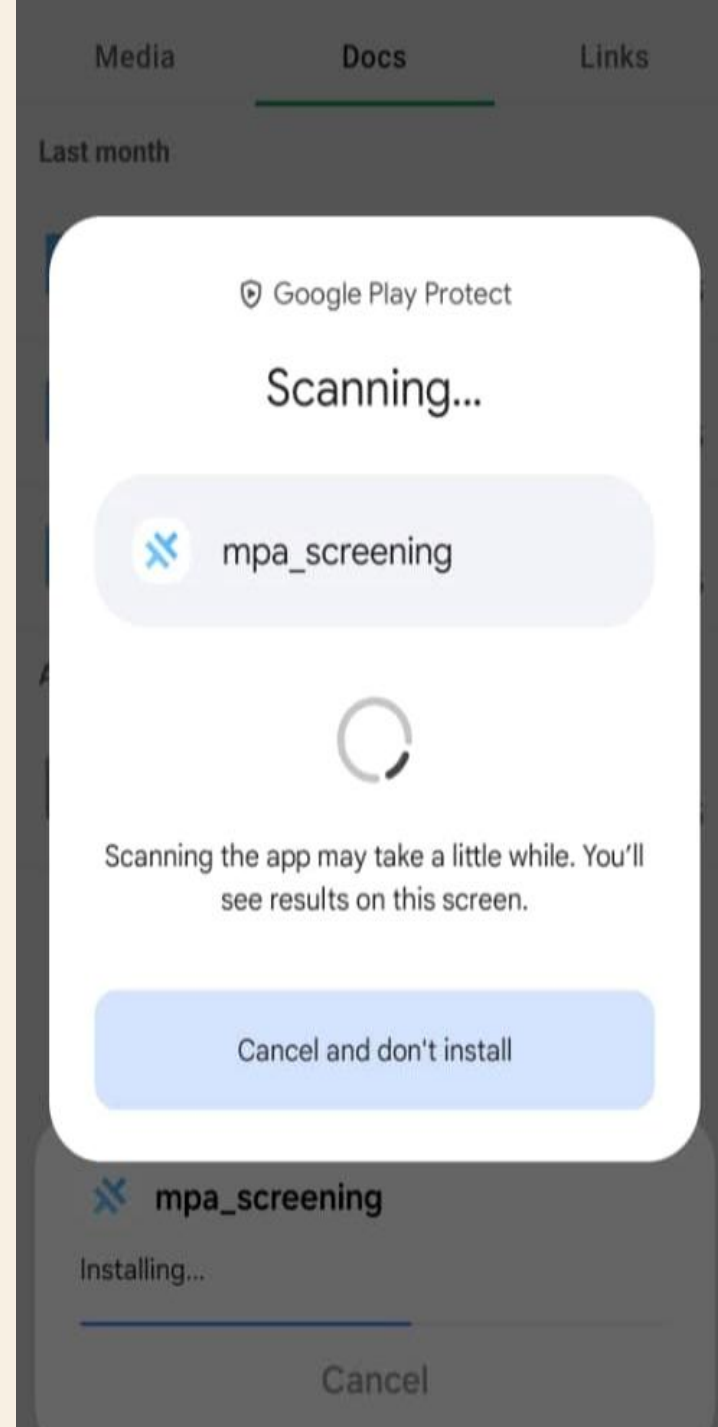 Media Docs Links
Last month
Google Play Protect
Scanning...
mpa_screening
Scanning the app may take a little while. You'll
see results on this screen.
Cancel and don't install
mpa_screening
Installing...
Cancel